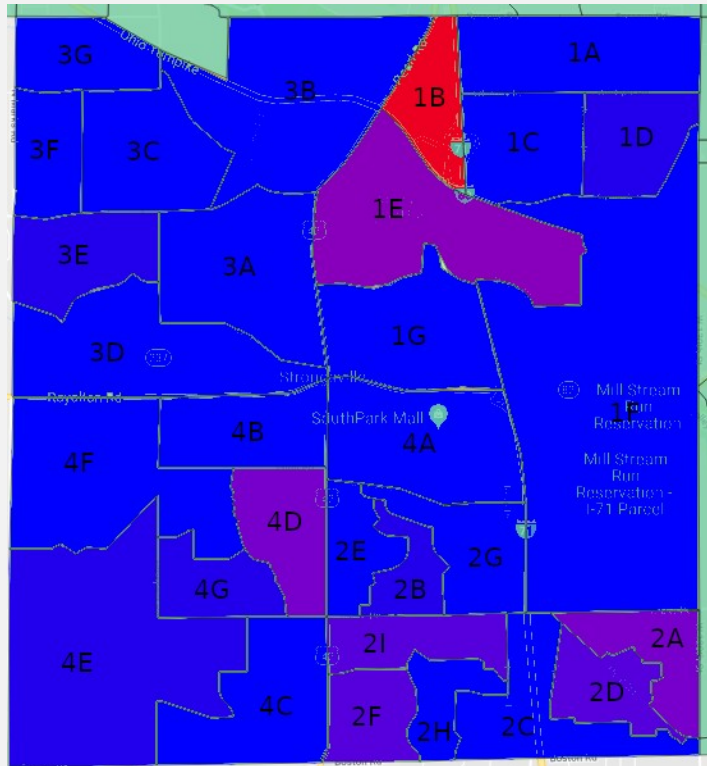 3G
Ohio Turnpike
3B
1B
1A
3F
3C
1C
1D
1E
3E
3A
3D
1G
Strongsville
Royalton Rd
SouthPark Mall
4A
Mill Stream
Run
Reservation
1F
Mill Stream
Run
Reservation -
I-71 Parcel
4B
4F
4D
2E
2G
4G
2B
4E
2I
2A
2D
4C
2F
2H
2C
Boston Rd
Boston Rd